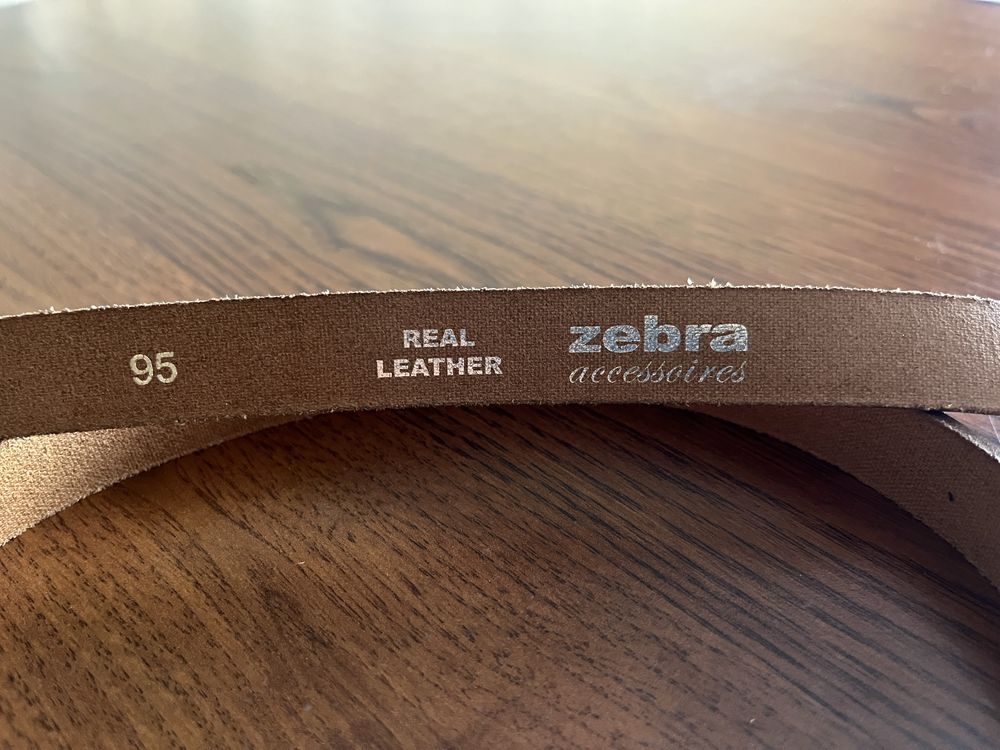 95
REAL
LEATHER
zebra
accessoires